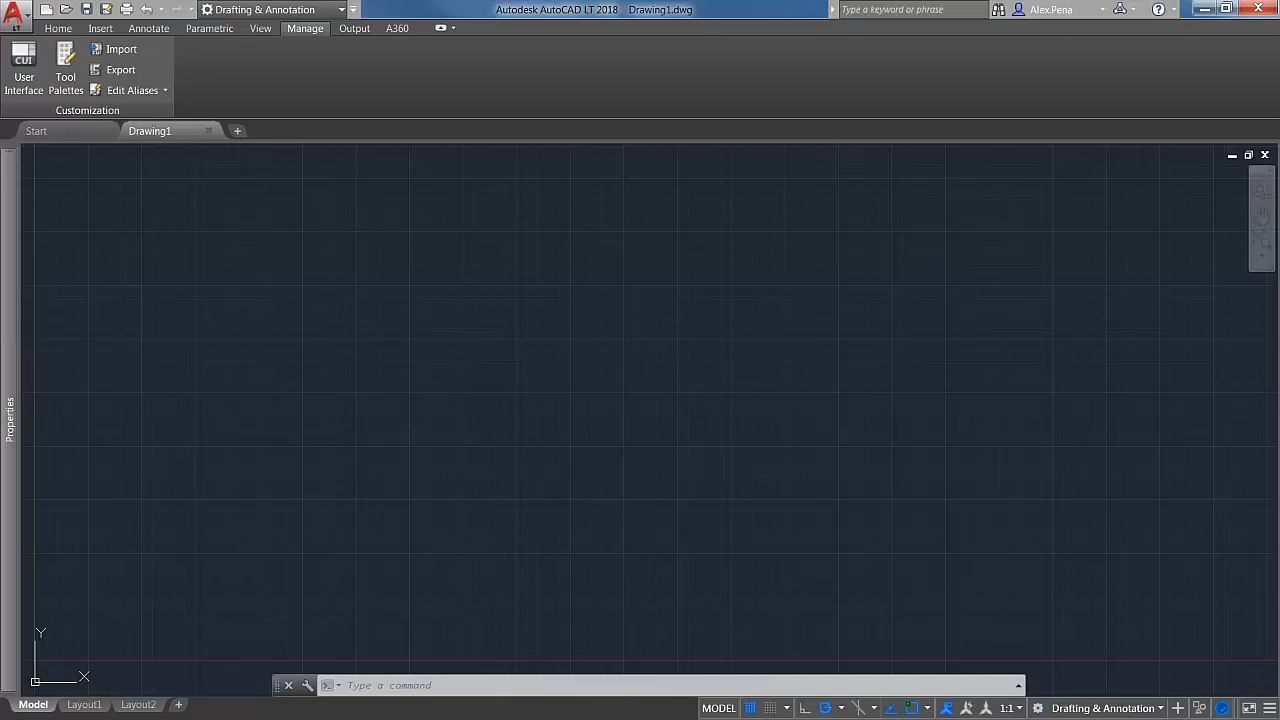 Drafting & Annotation
Autodesk AutoCAD LT 2018 Drawing1.dwg
Type a keyword or phrase
Alex.Pena
LT
Home Insert Annotate Parametric View Manage Output A360
CUI
User Interface
Tool Palettes
Import
Export
Edit Aliases
Customization
Start Drawing1
Properties
Y
X
Type a command
Model Layout1 Layout2
MODEL 1:1 Drafting & Annotation